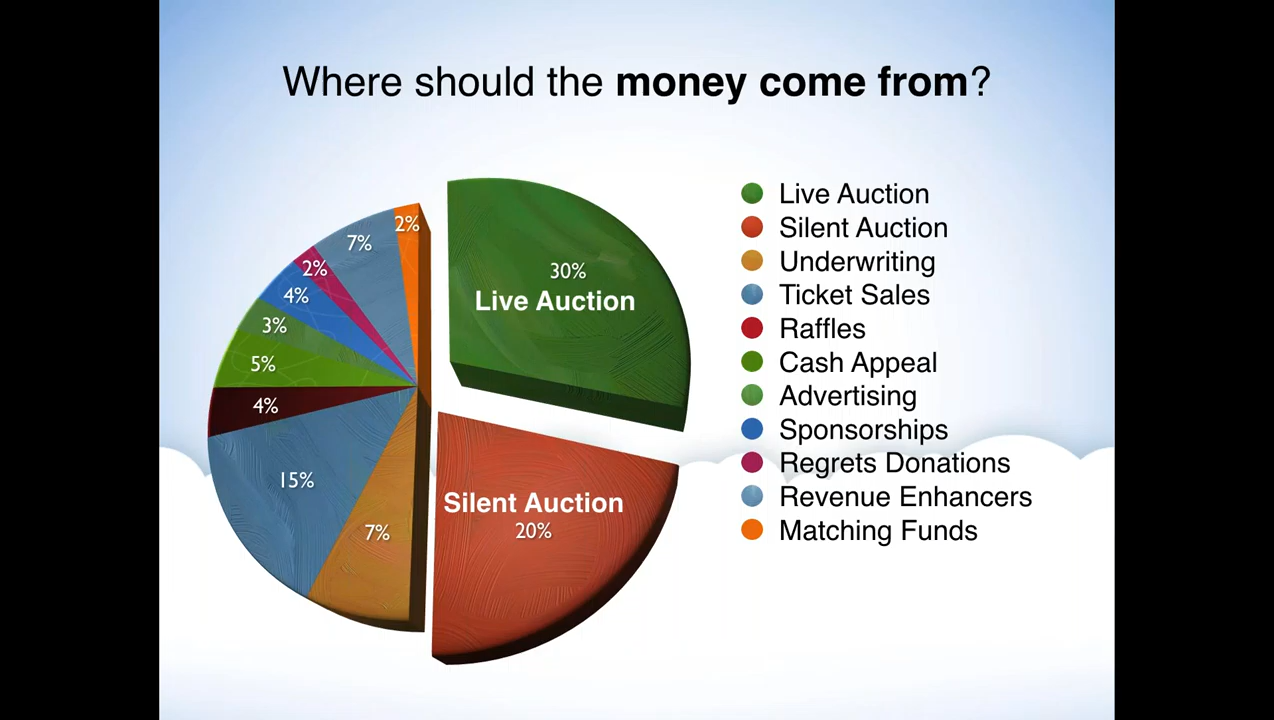 Where should the money come from?
2%
7%
2%
4%
3%
5%
4%
15%
7%
30%
Live Auction
Silent Auction
20%
Live Auction
Silent Auction
Underwriting
Ticket Sales
Raffles
Cash Appeal
Advertising
Sponsorships
Regrets Donations
Revenue Enhancers
Matching Funds